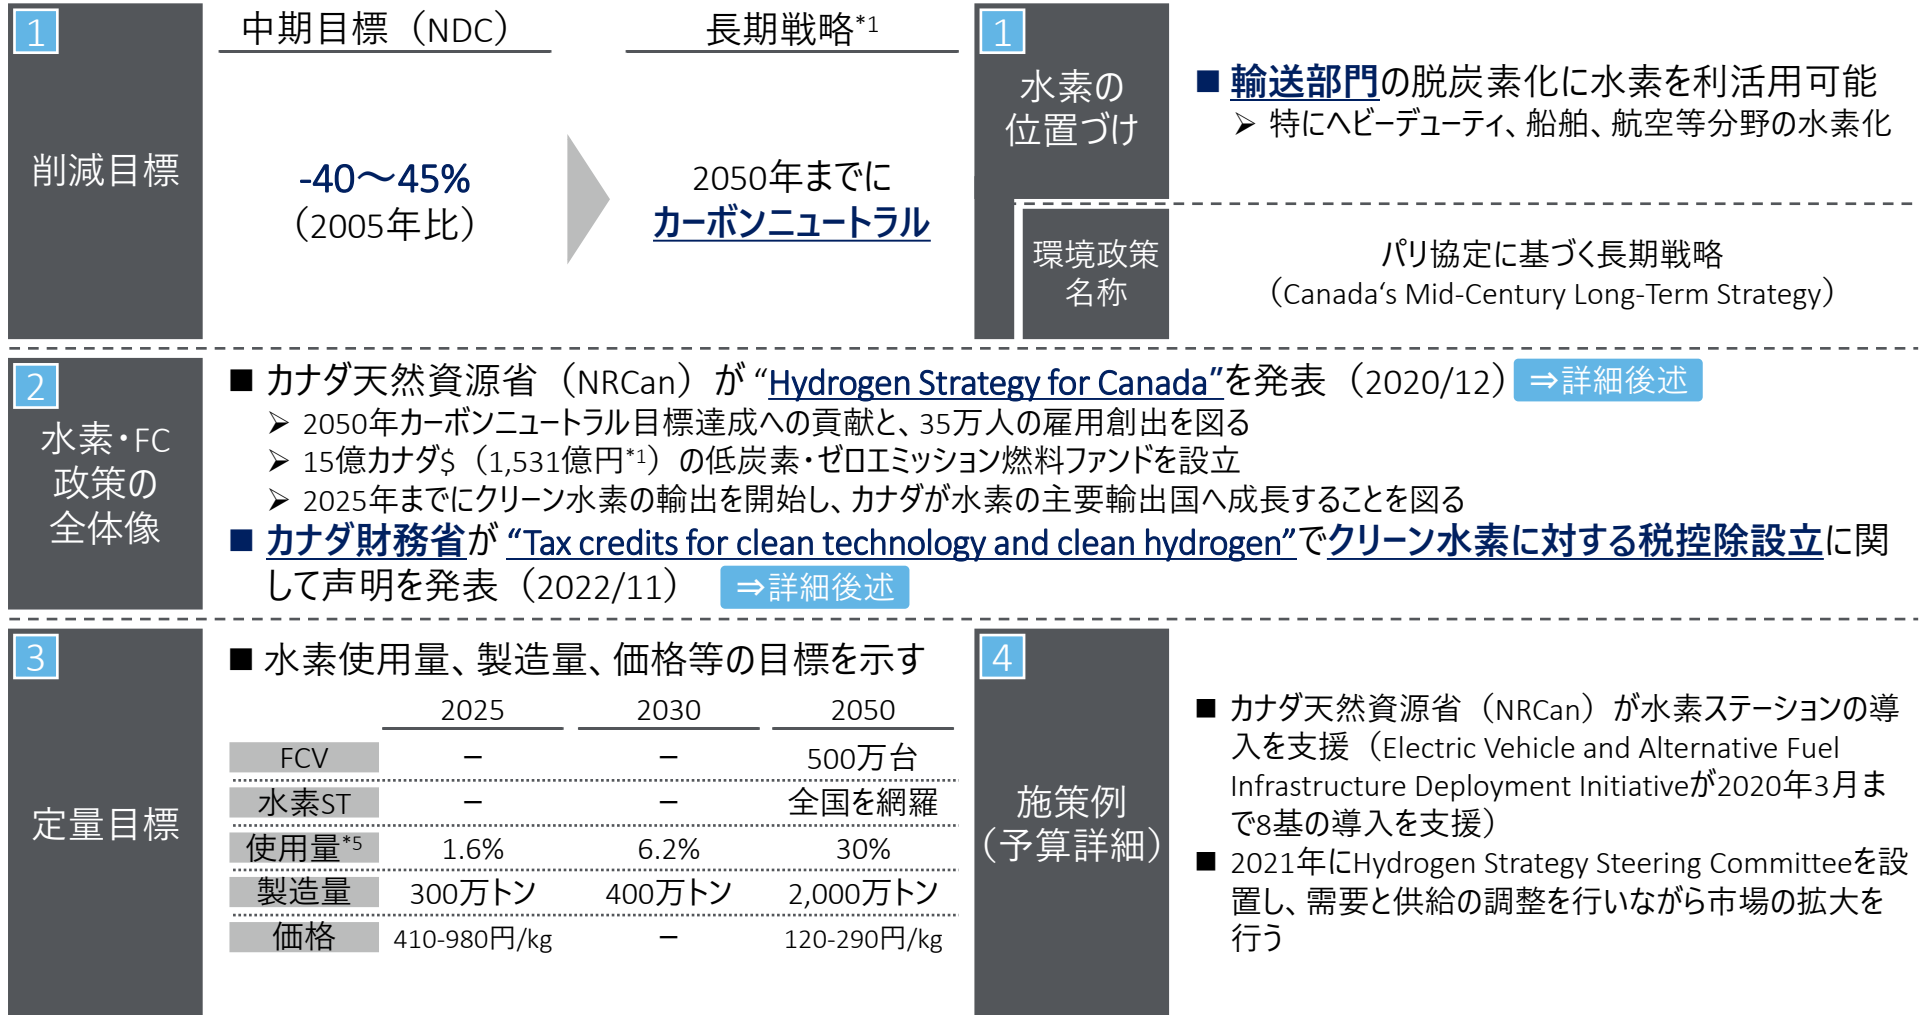 1
削減目標
中期目標（NDC）
長期戦略*1
-40～45%
（2005年比）
2050年までに
カーボンニュートラル
1
水素の
位置づけ
■ 輸送部門の脱炭素化に水素を利活用可能
➢ 特にヘビーデューティ、船舶、航空等分野の水素化
環境政策
名称
パリ協定に基づく長期戦略
（Canada‘s Mid-Century Long-Term Strategy）
2
水素・FC
政策の
全体像
■ カナダ天然資源省（NRCan）が “Hydrogen Strategy for Canada”を発表（2020/12） ⇒詳細後述
➢ 2050年カーボンニュートラル目標達成への貢献と、35万人の雇用創出を図る
➢ 15億カナダ$（1,531億円*1）の低炭素・ゼロエミッション燃料ファンドを設立
➢ 2025年までにクリーン水素の輸出を開始し、カナダが水素の主要輸出国へ成長することを図る
■ カナダ財務省が “Tax credits for clean technology and clean hydrogen”でクリーン水素に対する税控除設立に関
して声明を発表（2022/11） ⇒詳細後述
3
定量目標
■ 水素使用量、製造量、価格等の目標を示す
2025 2030 2050
FCV － － 500万台
水素ST － － 全国を網羅
使用量*5 1.6% 6.2% 30%
製造量 300万トン 400万トン 2,000万トン
価格 410-980円/kg － 120-290円/kg
4
施策例
（予算詳細）
■ カナダ天然資源省（NRCan）が水素ステーションの導
入を支援（Electric Vehicle and Alternative Fuel
Infrastructure Deployment Initiativeが2020年3月ま
で8基の導入を支援）
■ 2021年にHydrogen Strategy Steering Committeeを設
置し、需要と供給の調整を行いながら市場の拡大を
行う